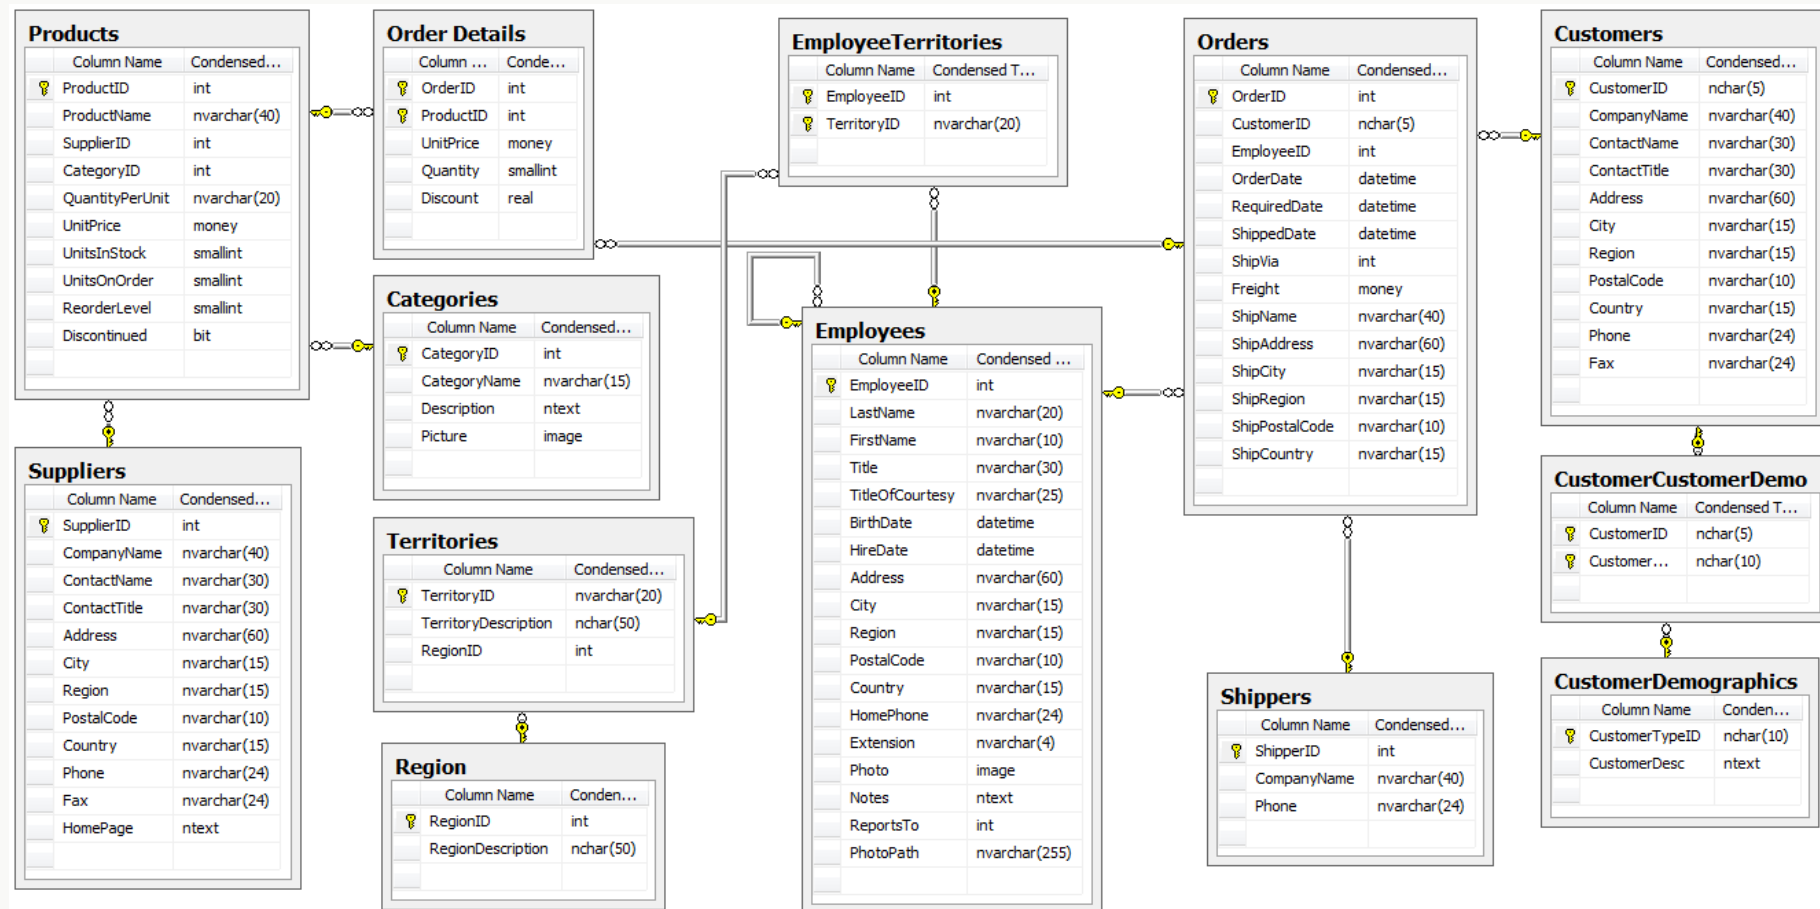 Products
Column Name Condensed...
ProductID int
ProductName nvarchar(40)
SupplierID int
CategoryID int
QuantityPerUnit nvarchar(20)
UnitPrice money
UnitsInStock smallint
UnitsOnOrder smallint
ReorderLevel smallint
Discontinued bit
Order Details
Column ... Conde...
OrderID int
ProductID int
UnitPrice money
Quantity smallint
Discount real
EmployeeTerritories
Column Name Condensed T...
EmployeeID int
TerritoryID nvarchar(20)
Orders
Column Name Condensed...
OrderID int
CustomerID nchar(5)
EmployeeID int
OrderDate datetime
RequiredDate datetime
ShippedDate datetime
ShipVia int
Freight money
ShipName nvarchar(40)
ShipAddress nvarchar(60)
ShipCity nvarchar(15)
ShipRegion nvarchar(15)
ShipPostalCode nvarchar(10)
ShipCountry nvarchar(15)
Customers
Column Name Condensed...
CustomerID nchar(5)
CompanyName nvarchar(40)
ContactName nvarchar(30)
ContactTitle nvarchar(30)
Address nvarchar(60)
City nvarchar(15)
Region nvarchar(15)
PostalCode nvarchar(10)
Country nvarchar(15)
Phone nvarchar(24)
Fax nvarchar(24)
Categories
Column Name Condensed...
CategoryID int
CategoryName nvarchar(15)
Description ntext
Picture image
Employees
Column Name Condensed ...
EmployeeID int
LastName nvarchar(20)
FirstName nvarchar(10)
Title nvarchar(30)
TitleOfCourtesy nvarchar(25)
BirthDate datetime
HireDate datetime
Address nvarchar(60)
City nvarchar(15)
Region nvarchar(15)
PostalCode nvarchar(10)
Country nvarchar(15)
HomePhone nvarchar(24)
Extension nvarchar(4)
Photo image
Notes ntext
ReportsTo int
PhotoPath nvarchar(255)
Suppliers
Column Name Condensed...
SupplierID int
CompanyName nvarchar(40)
ContactName nvarchar(30)
ContactTitle nvarchar(30)
Address nvarchar(60)
City nvarchar(15)
Region nvarchar(15)
PostalCode nvarchar(10)
Country nvarchar(15)
Phone nvarchar(24)
Fax nvarchar(24)
HomePage ntext
Territories
Column Name Condensed...
TerritoryID nvarchar(20)
TerritoryDescription nchar(50)
RegionID int
Region
Column Name Conden...
RegionID int
RegionDescription nchar(50)
CustomerCustomerDemo
Column Name Condensed T...
CustomerID nchar(5)
Customer... nchar(10)
Shippers
Column Name Condensed...
ShipperID int
CompanyName nvarchar(40)
Phone nvarchar(24)
CustomerDemographics
Column Name Conden...
CustomerTypeID nchar(10)
CustomerDesc ntext